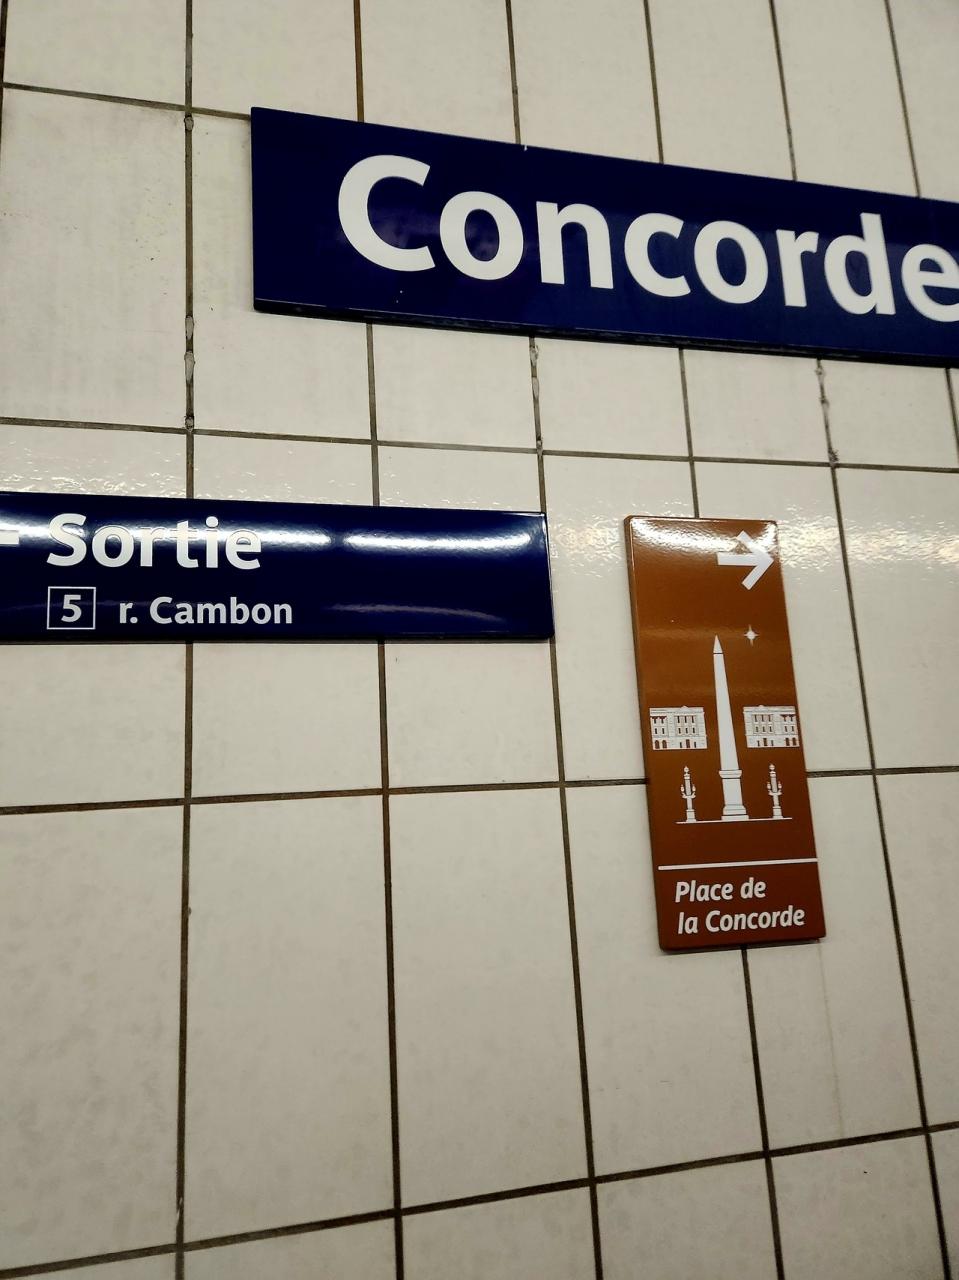 Concorde
Sortie
5 r. Cambon
Place de
la Concorde